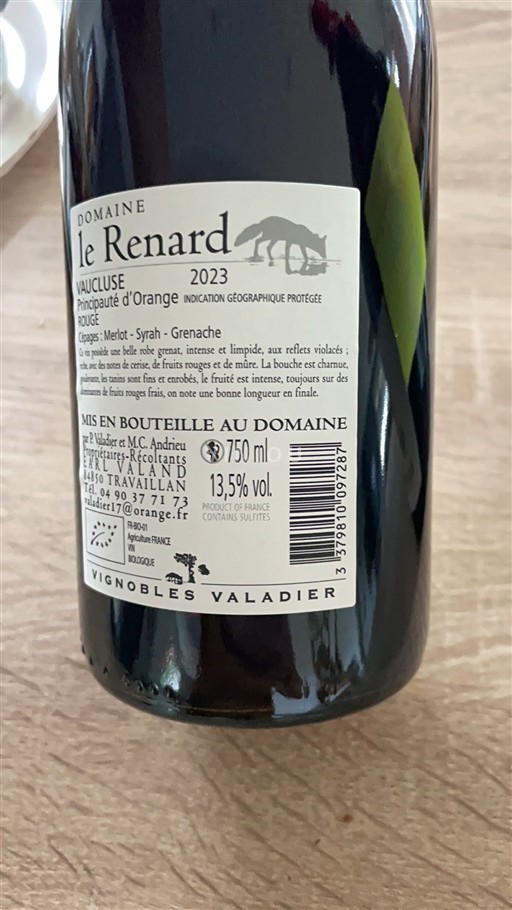 DOMAINE
le Renard
VAUCLUSE 2023
Principauté d'Orange INDICATION GÉOGRAPHIQUE PROTÉGÉE
ROUGE
Cépages : Merlot - Syrah - Grenache
Ce vin possède une belle robe grenat, intense et limpide, aux reflets violacés ;
riche, avec des notes de cerise, de fruits rouges et de mûre. La bouche est charnue,
gouleyante, les tanins sont fins et enrobés, le fruité est intense, toujours sur des
dominantes de fruits rouges frais, on note une bonne longueur en finale.
MIS EN BOUTEILLE AU DOMAINE
par P. Valadier et M.C. Andrieu
Propriétaires-Récoltants
EARL VALAND
84850 TRAVAILLAN
Tél. 04 90 37 71 73
valadier17@orange.fr
750 ml
13,5% vol.
PRODUCT OF FRANCE
CONTAINS SULFITES
FR-BIO-01
Agriculture FRANCE
VIN
BIOLOGIQUE
3 379810 097287
VIGNOBLES VALADIER